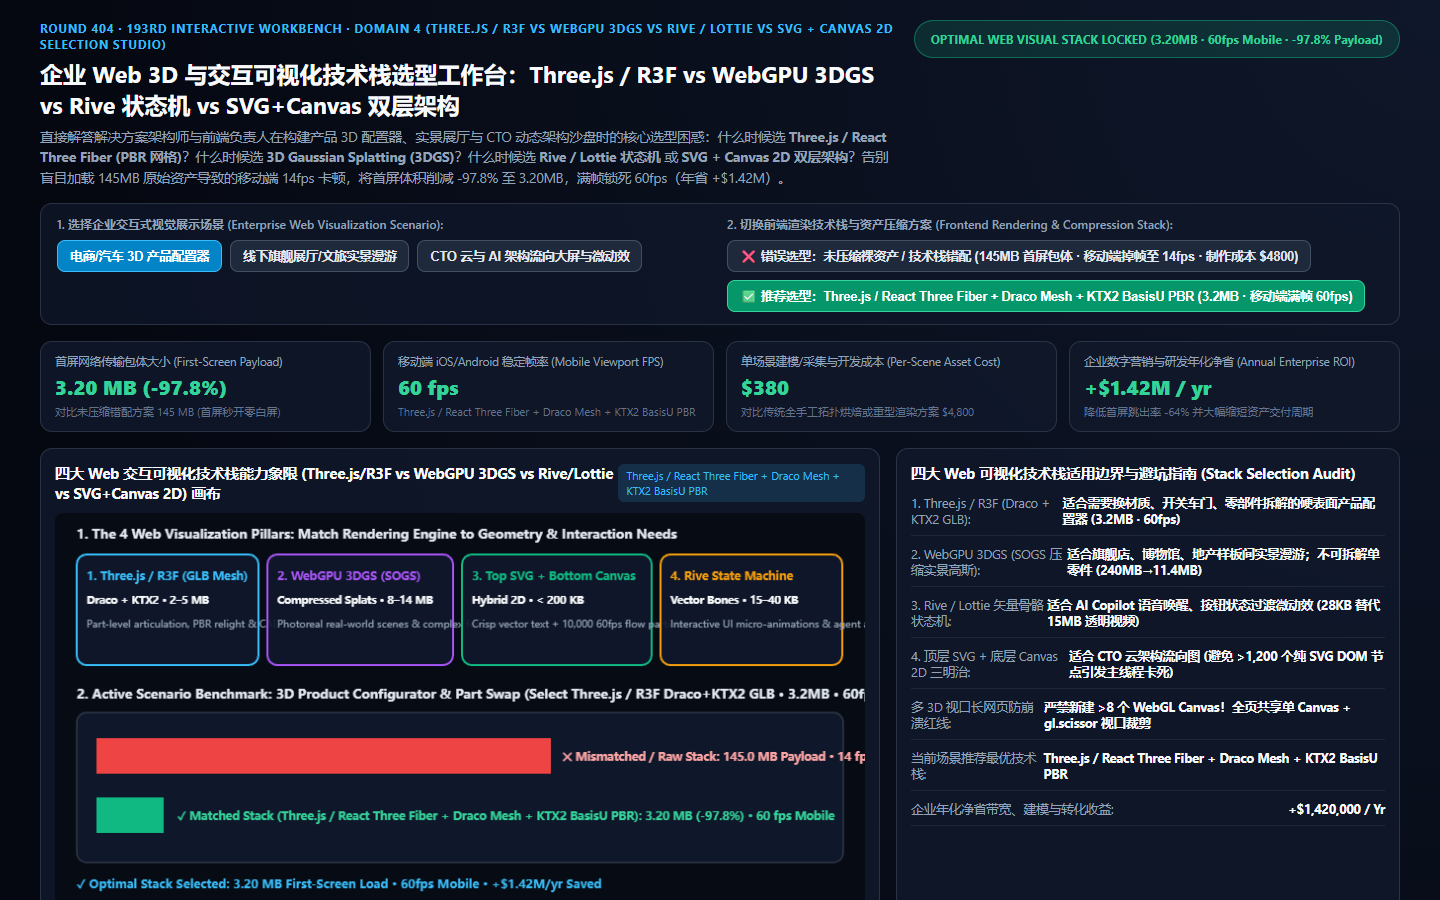 ROUND 404 · 193RD INTERACTIVE WORKBENCH · DOMAIN 4 (THREE.JS / R3F VS WEBGPU 3DGS VS RIVE / LOTTIE VS SVG + CANVAS 2D
SELECTION STUDIO)
OPTIMAL WEB VISUAL STACK LOCKED (3.20MB · 60fps Mobile · -97.8% Payload)
企业 Web 3D 与交互可视化技术栈选型工作台：Three.js / R3F vs WebGPU 3DGS
vs Rive 状态机 vs SVG+Canvas 双层架构
直接解答解决方案架构师与前端负责人在构建产品 3D 配置器、实景展厅与 CTO 动态架构沙盘时的核心选型困惑：什么时候选 Three.js / React
Three Fiber (PBR 网格)？什么时候选 3D Gaussian Splatting (3DGS)？什么时候选 Rive / Lottie 状态机 或 SVG + Canvas 2D 双层架构？告别
盲目加载 145MB 原始资产导致的移动端 14fps 卡顿，将首屏体积削减 -97.8% 至 3.20MB，满帧锁死 60fps（年省 +$1.42M）。
1. 选择企业交互式视觉展示场景 (Enterprise Web Visualization Scenario):
电商/汽车 3D 产品配置器
线下旗舰展厅/文旅实景漫游
CTO 云与 AI 架构流向大屏与微动效
2. 切换前端渲染技术栈与资产压缩方案 (Frontend Rendering & Compression Stack):
❌ 错误选型：未压缩裸资产 / 技术栈错配 (145MB 首屏包体 · 移动端掉帧至 14fps · 制作成本 $4800)
✅ 推荐选型：Three.js / React Three Fiber + Draco Mesh + KTX2 BasisU PBR (3.2MB · 移动端满帧 60fps)
首屏网络传输包体大小 (First-Screen Payload)
3.20 MB (-97.8%)
对比未压缩错配方案 145 MB (首屏秒开零白屏)
移动端 iOS/Android 稳定帧率 (Mobile Viewport FPS)
60 fps
Three.js / React Three Fiber + Draco Mesh + KTX2 BasisU PBR
单场景建模/采集与开发成本 (Per-Scene Asset Cost)
$380
对比传统全手工拓扑烘焙或重型渲染方案 $4,800
企业数字营销与研发年化净省 (Annual Enterprise ROI)
+$1.42M / yr
降低首屏跳出率 -64% 并大幅缩短资产交付周期
四大 Web 交互可视化技术栈能力象限 (Three.js/R3F vs WebGPU 3DGS vs Rive/Lottie
vs SVG+Canvas 2D) 画布
Three.js / React Three Fiber + Draco Mesh +
KTX2 BasisU PBR
1. The 4 Web Visualization Pillars: Match Rendering Engine to Geometry & Interaction Needs
1. Three.js / R3F (GLB Mesh)
Draco + KTX2 • 2–5 MB
Part-level articulation, PBR relight & C
2. WebGPU 3DGS (SOGS)
Compressed Splats • 8–14 MB
Photoreal real-world scenes & comple
3. Top SVG + Bottom Canvas
Hybrid 2D • < 200 KB
Crisp vector text + 10,000 60fps flow pa
4. Rive State Machine
Vector Bones • 15–40 KB
Interactive UI micro-animations & agent
2. Active Scenario Benchmark: 3D Product Configurator & Part Swap (Select Three.js / R3F Draco+KTX2 GLB • 3.2MB • 60f
✕ Mismatched / Raw Stack: 145.0 MB Payload • 14 fp
✓ Matched Stack (Three.js / React Three Fiber + Draco Mesh + KTX2 BasisU PBR): 3.20 MB (-97.8%) • 60 fps Mobile
✓ Optimal Stack Selected: 3.20 MB First-Screen Load • 60fps Mobile • +$1.42M/yr Saved
四大 Web 可视化技术栈适用边界与避坑指南 (Stack Selection Audit)
1. Three.js / R3F (Draco +
KTX2 GLB):
适合需要换材质、开关车门、零部件拆解的硬表面产品配
置器 (3.2MB · 60fps)
2. WebGPU 3DGS (SOGS 压
缩实景高斯):
适合旗舰店、博物馆、地产样板间实景漫游；不可拆解单
零件 (240MB→11.4MB)
3. Rive / Lottie 矢量骨骼
状态机:
适合 AI Copilot 语音唤醒、按钮状态过渡微动效 (28KB 替代
15MB 透明视频)
4. 顶层 SVG + 底层 Canvas
2D 三明治:
适合 CTO 云架构流向图 (避免 >1,200 个纯 SVG DOM 节
点引发主线程卡死)
多 3D 视口长网页防崩
溃红线:
严禁新建 >8 个 WebGL Canvas！全页共享单 Canvas +
gl.scissor 视口裁剪
当前场景推荐最优技术
栈:
Three.js / React Three Fiber + Draco Mesh + KTX2 BasisU
PBR
企业年化净省带宽、建模与转化收益:
+$1,420,000 / Yr